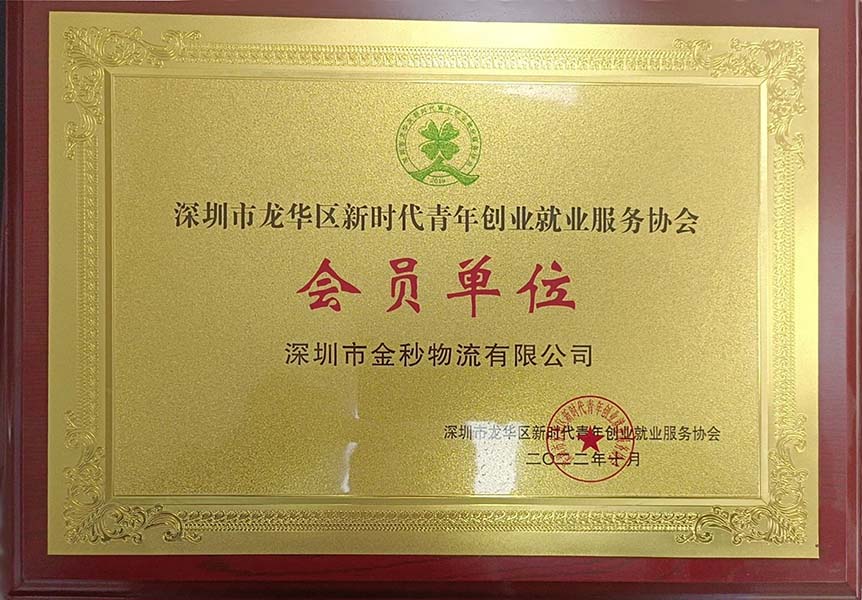 2019
深圳市龙华区新时代青年创业就业服务协会
会员单位
深圳市金秒物流有限公司
深圳市龙华区新时代青年创业就业服务协会
二〇二二年十月